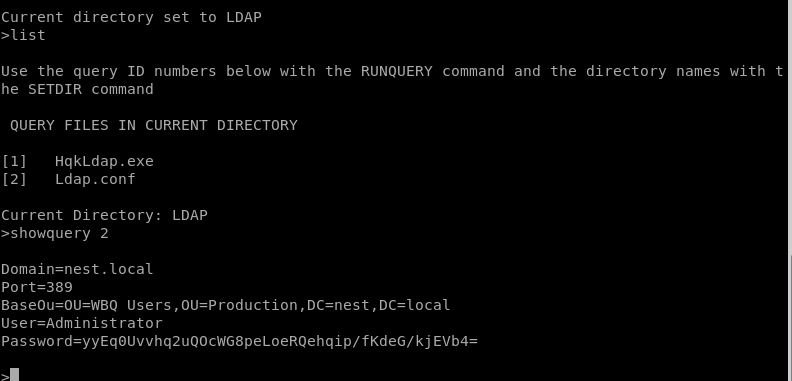 Current directory set to LDAP
>list
Use the query ID numbers below with the RUNQUERY command and the directory names with t
he SETDIR command
QUERY FILES IN CURRENT DIRECTORY
[1]   HqkLdap.exe
[2]   Ldap.conf
Current Directory: LDAP
>showquery 2
Domain=nest.local
Port=389
BaseOu=OU=WBQ Users,OU=Production,DC=nest,DC=local
User=Administrator
Password=yyEq0Uvvhq2uQOcWG8peLoeRQehqip/fKdeG/kjEVb4=
>